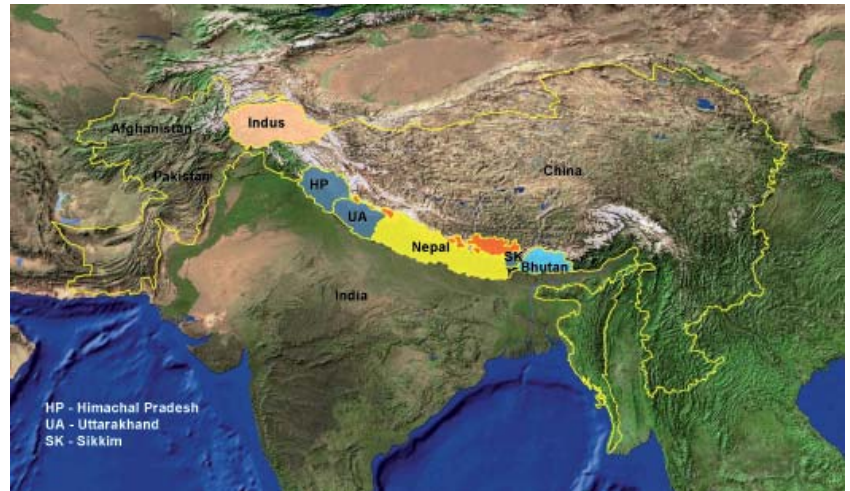 Afghanistan
Indus
Pakistan
China
HP
UA
Nepal
SK
Bhutan
India
HP - Himachal Pradesh
UA - Uttarakhand
SK - Sikkim